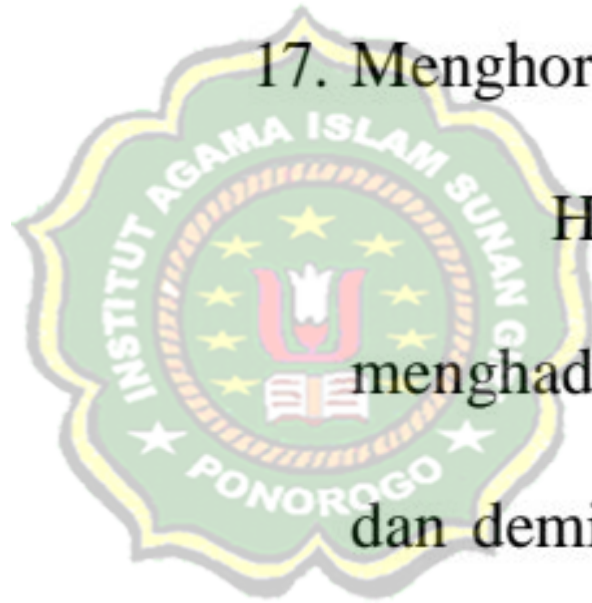 17. Menghor
H
menghad
dan demi
INSTITUT AGAMA ISLAM SUNAN G
PONOROGO